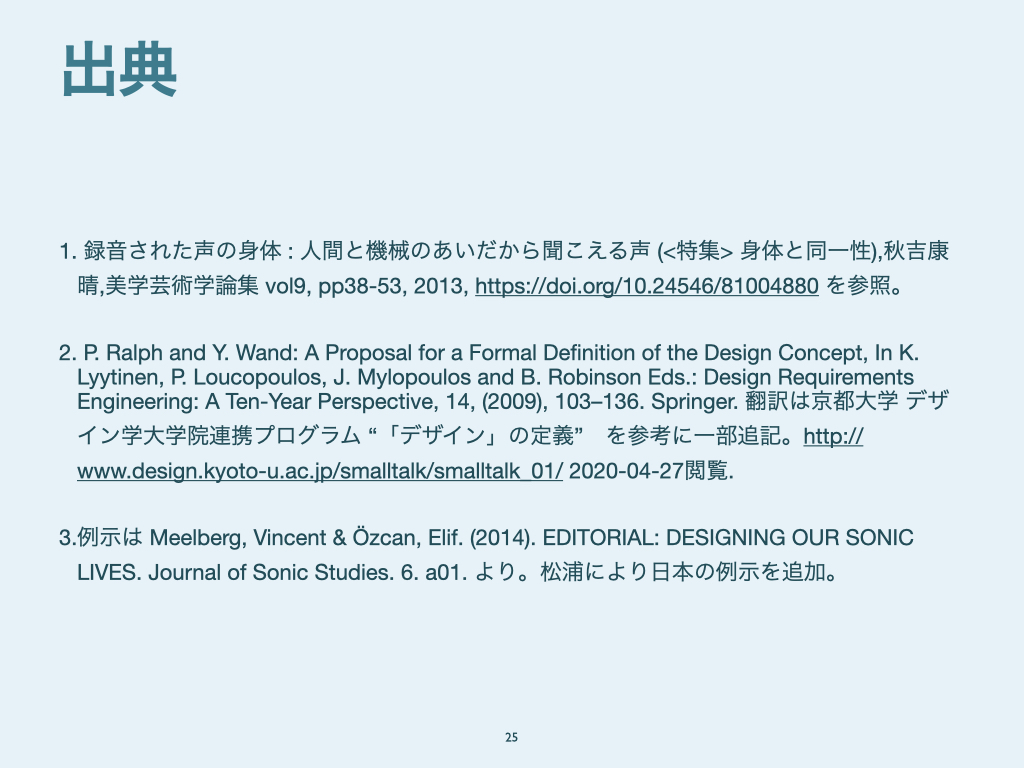 出典
1. 録音された声の身体 : 人間と機械のあいだから聞こえる声 (<特集> 身体と同一性),秋吉康
晴,美学芸術学論集 vol9, pp38-53, 2013, https://doi.org/10.24546/81004880 を参照。
2. P. Ralph and Y. Wand: A Proposal for a Formal Definition of the Design Concept, In K.
Lyytinen, P. Loucopoulos, J. Mylopoulos and B. Robinson Eds.: Design Requirements
Engineering: A Ten-Year Perspective, 14, (2009), 103–136. Springer. 翻訳は京都大学 デザ
イン学大学院連携プログラム “「デザイン」の定義”　を参考に一部追記。http://
www.design.kyoto-u.ac.jp/smalltalk/smalltalk_01/ 2020-04-27閲覧.
3.例示は Meelberg, Vincent & Özcan, Elif. (2014). EDITORIAL: DESIGNING OUR SONIC
LIVES. Journal of Sonic Studies. 6. a01. より。松浦により日本の例示を追加。
25